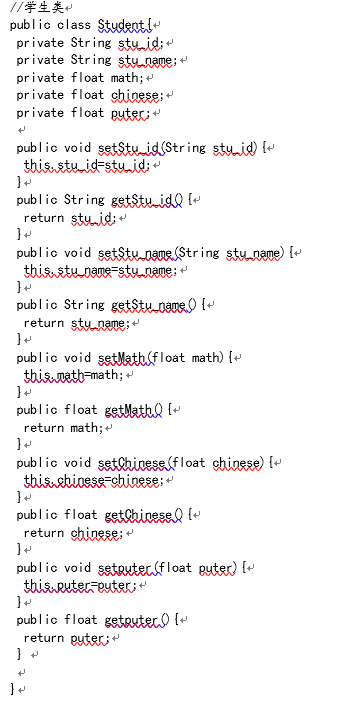 //学生类
public class Student{
private String stu_id;
private String stu_name;
private float math;
private float chinese;
private float puter;
public void setStu_id(String stu_id){
this.stu_id=stu_id;
}
public String getStu_id(){
return stu_id;
}
public void setStu_name(String stu_name){
this.stu_name=stu_name;
}
public String getStu_name(){
return stu_name;
}
public void setMath(float math){
this.math=math;
}
public float getMath(){
return math;
}
public void setChinese(float chinese){
this.chinese=chinese;
}
public float getChinese(){
return chinese;
}
public void setputer(float puter){
this.puter=puter;
}
public float getputer(){
return puter;
}
}